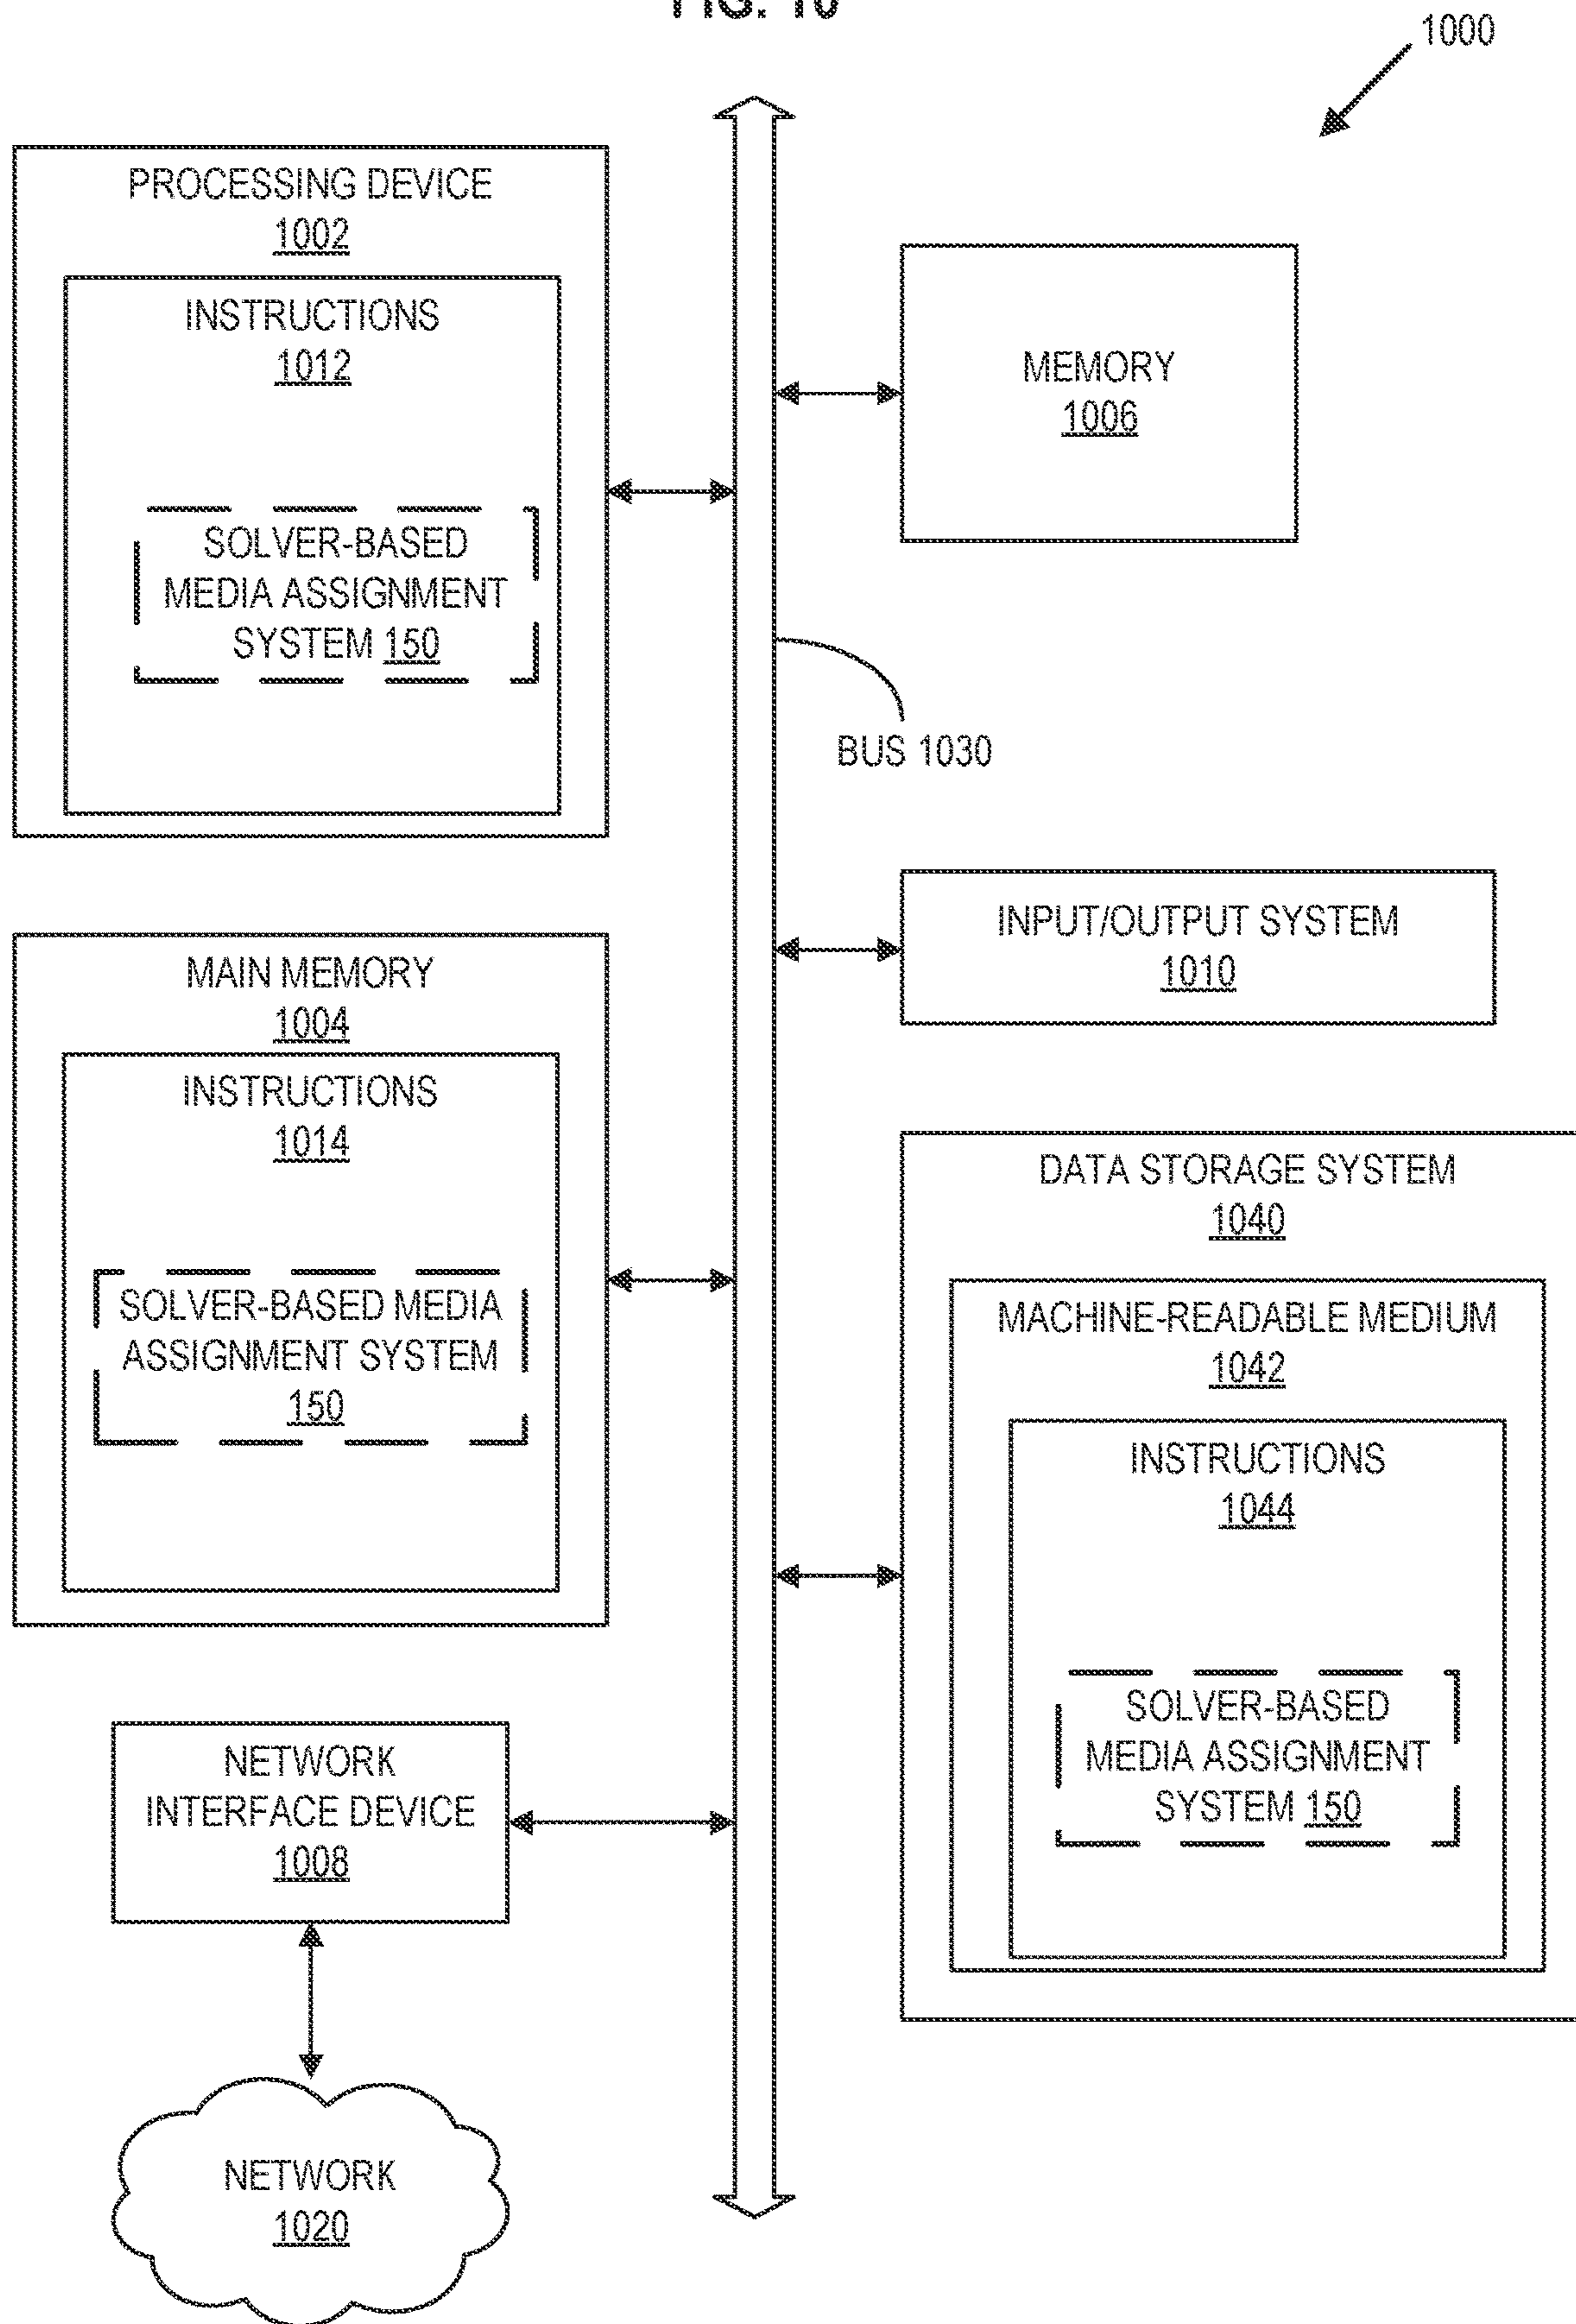 FIG. 10
1000
PROCESSING DEVICE
1002
INSTRUCTIONS
1012
SOLVER-BASED
MEDIA ASSIGNMENT
SYSTEM 150
MEMORY
1006
BUS 1030
INPUT/OUTPUT SYSTEM
1010
MAIN MEMORY
1004
INSTRUCTIONS
1014
SOLVER-BASED MEDIA
ASSIGNMENT SYSTEM
150
DATA STORAGE SYSTEM
1040
MACHINE-READABLE MEDIUM
1042
INSTRUCTIONS
1044
SOLVER-BASED
MEDIA ASSIGNMENT
SYSTEM 150
NETWORK
INTERFACE DEVICE
1008
NETWORK
1020